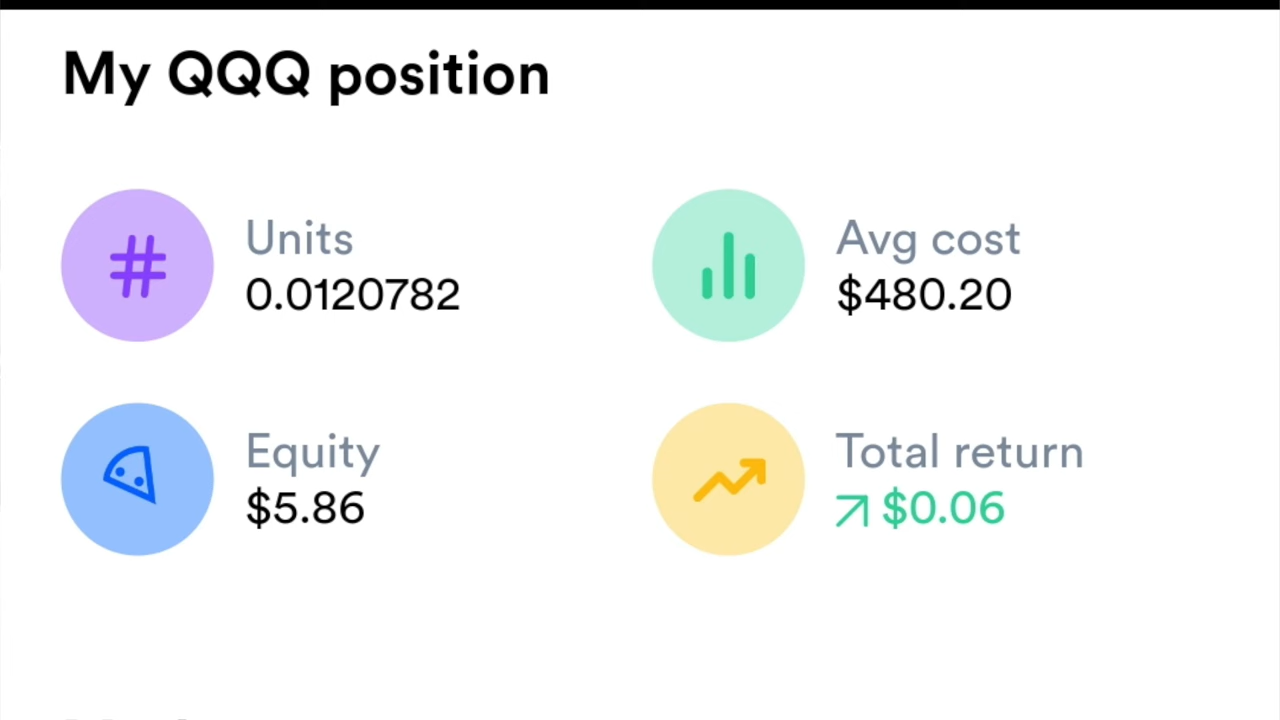 My QQQ position
Units
0.0120782
Avg cost
$480.20
Equity
$5.86
Total return
$0.06